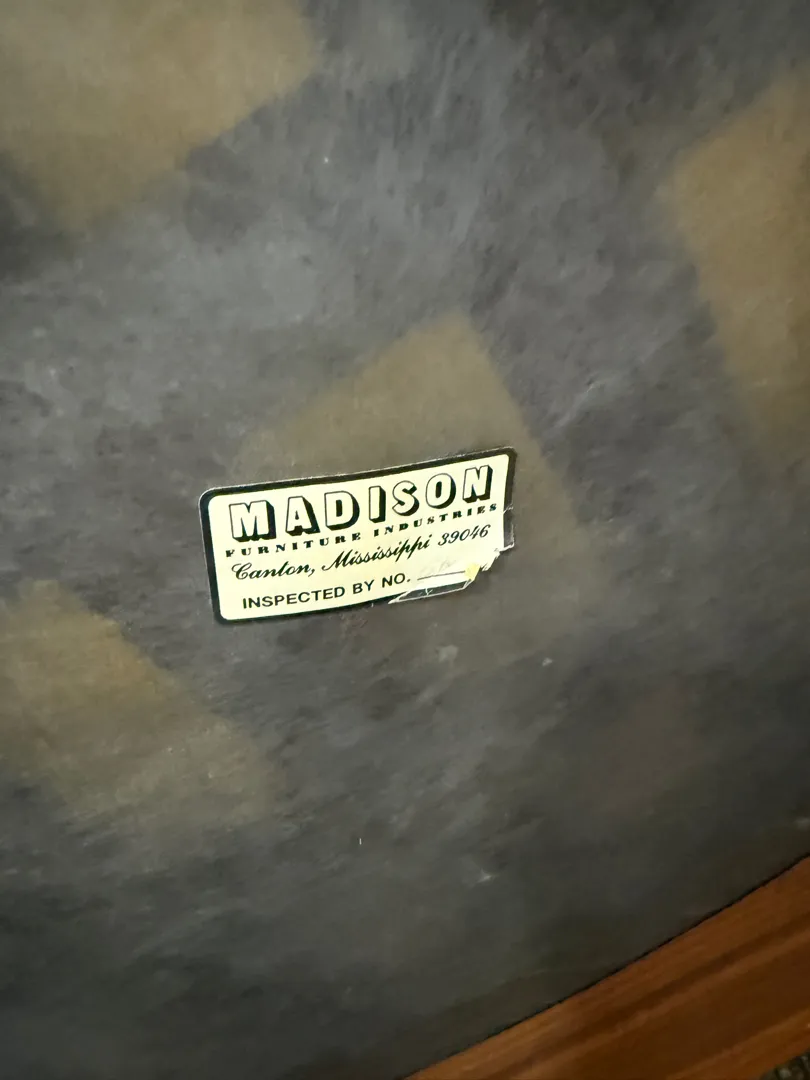 MADISON
FURNITURE INDUSTRIES
Canton, Mississippi 39046
INSPECTED BY NO.